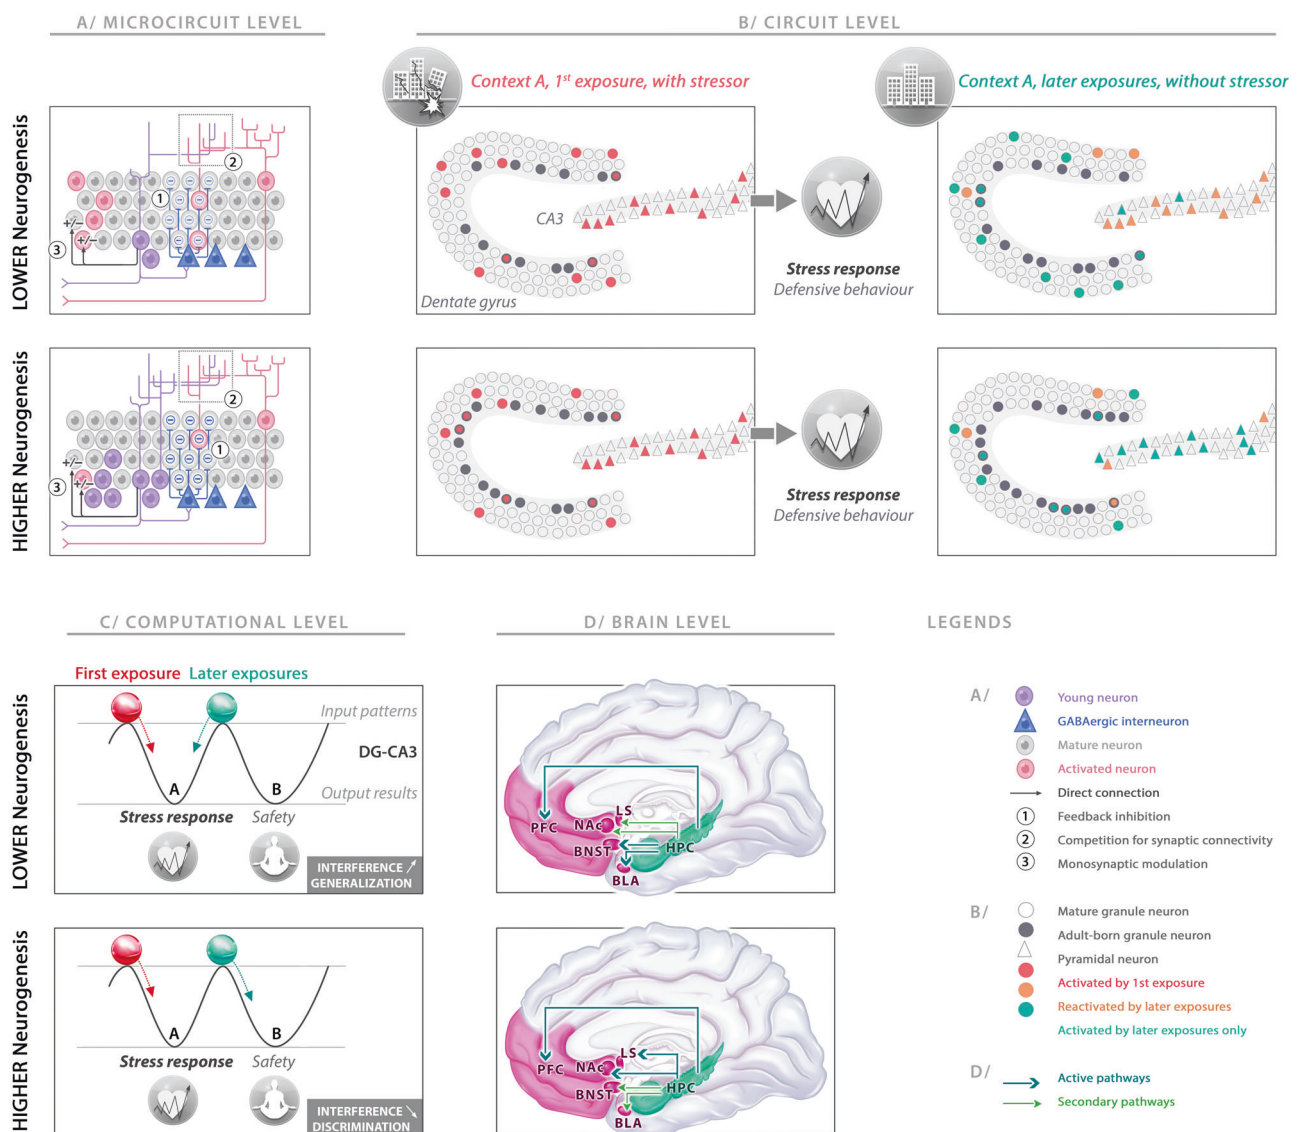 A/ MICROCIRCUIT LEVEL
B/ CIRCUIT LEVEL
Context A, 1st exposure, with stressor
Context A, later exposures, without stressor
LOWER Neurogenesis
1
2
3
+/−
+/−
CA3
Dentate gyrus
Stress response
Defensive behaviour
HIGHER Neurogenesis
1
2
3
+/−
+/−
Stress response
Defensive behaviour
C/ COMPUTATIONAL LEVEL
D/ BRAIN LEVEL
LEGENDS
LOWER Neurogenesis
First exposure
Later exposures
Input patterns
DG-CA3
Output results
A
B
Stress response
Safety
INTERFERENCE ↗
GENERALIZATION
PFC
NAc
LS
BNST
HPC
BLA
HIGHER Neurogenesis
A
B
Stress response
Safety
INTERFERENCE ↘
DISCRIMINATION
PFC
NAc
LS
BNST
HPC
BLA
A/
Young neuron
GABAergic interneuron
Mature neuron
Activated neuron
Direct connection
1 Feedback inhibition
2 Competition for synaptic connectivity
3 Monosynaptic modulation
B/
Mature granule neuron
Adult-born granule neuron
Pyramidal neuron
Activated by 1st exposure
Reactivated by later exposures
Activated by later exposures only
D/
Active pathways
Secondary pathways